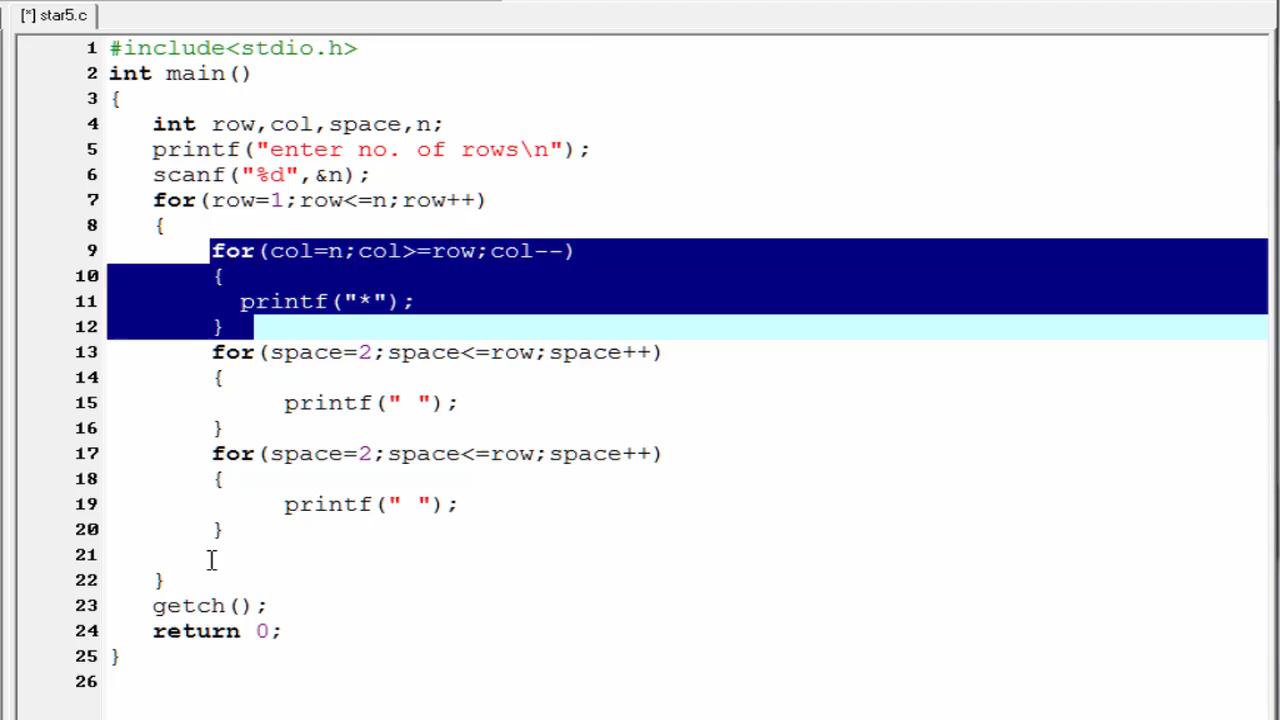 [*] star5.c
1 #include<stdio.h>
2 int main()
3 {
4 int row,col,space,n;
5 printf("enter no. of rows\n");
6 scanf("%d",&n);
7 for(row=1;row<=n;row++)
8 {
9 for(col=n;col>=row;col--)
10 {
11 printf("*");
12 }
13 for(space=2;space<=row;space++)
14 {
15 printf(" ");
16 }
17 for(space=2;space<=row;space++)
18 {
19 printf(" ");
20 }
21
22 }
23 getch();
24 return 0;
25 }
26